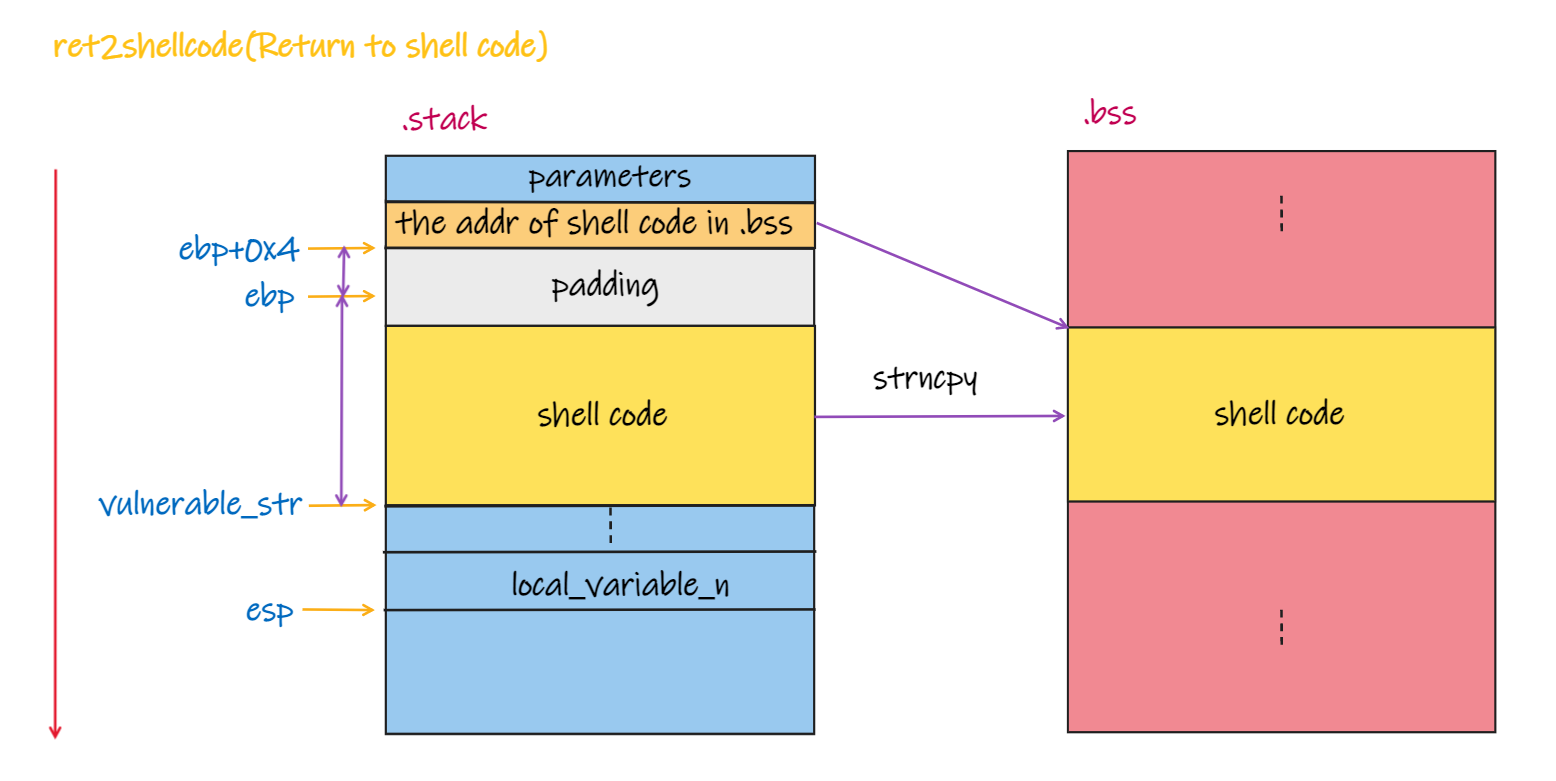 ret2shellcode(Return to shell code)
.stack
.bss
parameters
the addr of shell code in .bss
ebp+0x4
ebp
padding
strncpy
shell code
shell code
vulnerable_str
local_variable_n
esp